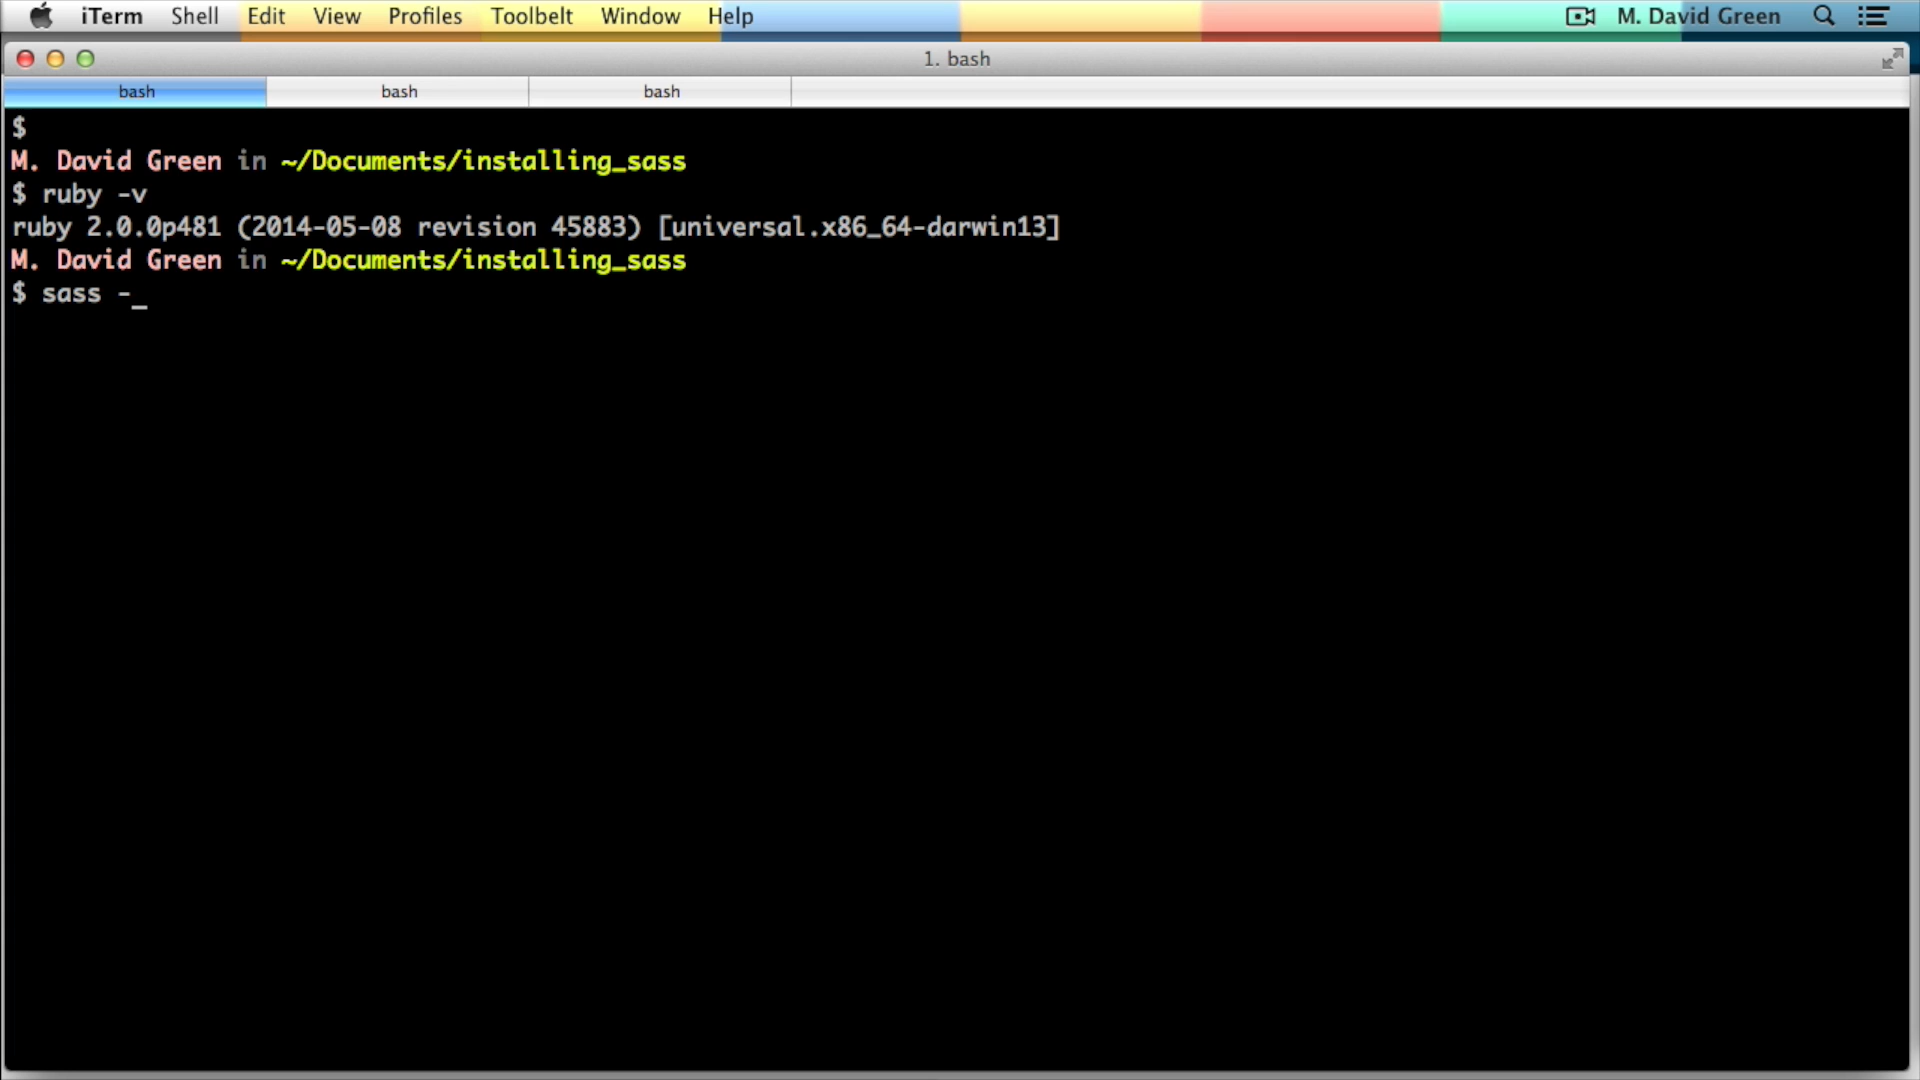 iTerm Shell Edit View Profiles Toolbelt Window Help M. David Green
1. bash
bash bash bash
$
M. David Green in ~/Documents/installing_sass
$ ruby -v
ruby 2.0.0p481 (2014-05-08 revision 45883) [universal.x86_64-darwin13]
M. David Green in ~/Documents/installing_sass
$ sass -_